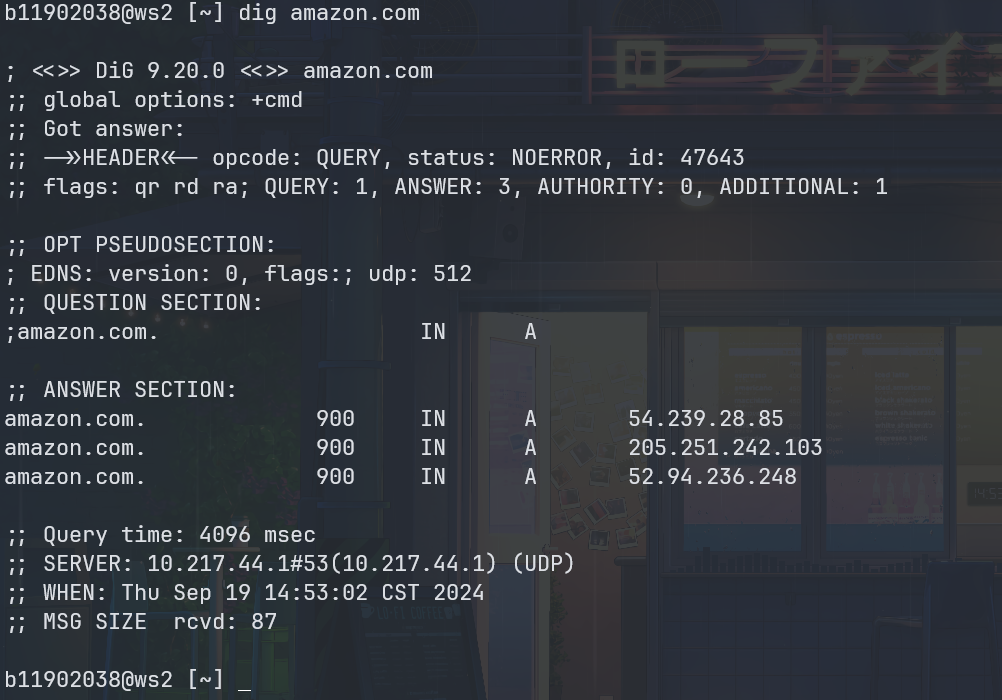 b11902038@ws2 [~] dig amazon.com
; <<>> DiG 9.20.0 <<>> amazon.com
;; global options: +cmd
;; Got answer:
;; ->>HEADER<<- opcode: QUERY, status: NOERROR, id: 47643
;; flags: qr rd ra; QUERY: 1, ANSWER: 3, AUTHORITY: 0, ADDITIONAL: 1
;; OPT PSEUDOSECTION:
; EDNS: version: 0, flags:; udp: 512
;; QUESTION SECTION:
;amazon.com. IN A
;; ANSWER SECTION:
amazon.com. 900 IN A 54.239.28.85
amazon.com. 900 IN A 205.251.242.103
amazon.com. 900 IN A 52.94.236.248
;; Query time: 4096 msec
;; SERVER: 10.217.44.1#53(10.217.44.1) (UDP)
;; WHEN: Thu Sep 19 14:53:02 CST 2024
;; MSG SIZE rcvd: 87
b11902038@ws2 [~] _
ローファイ